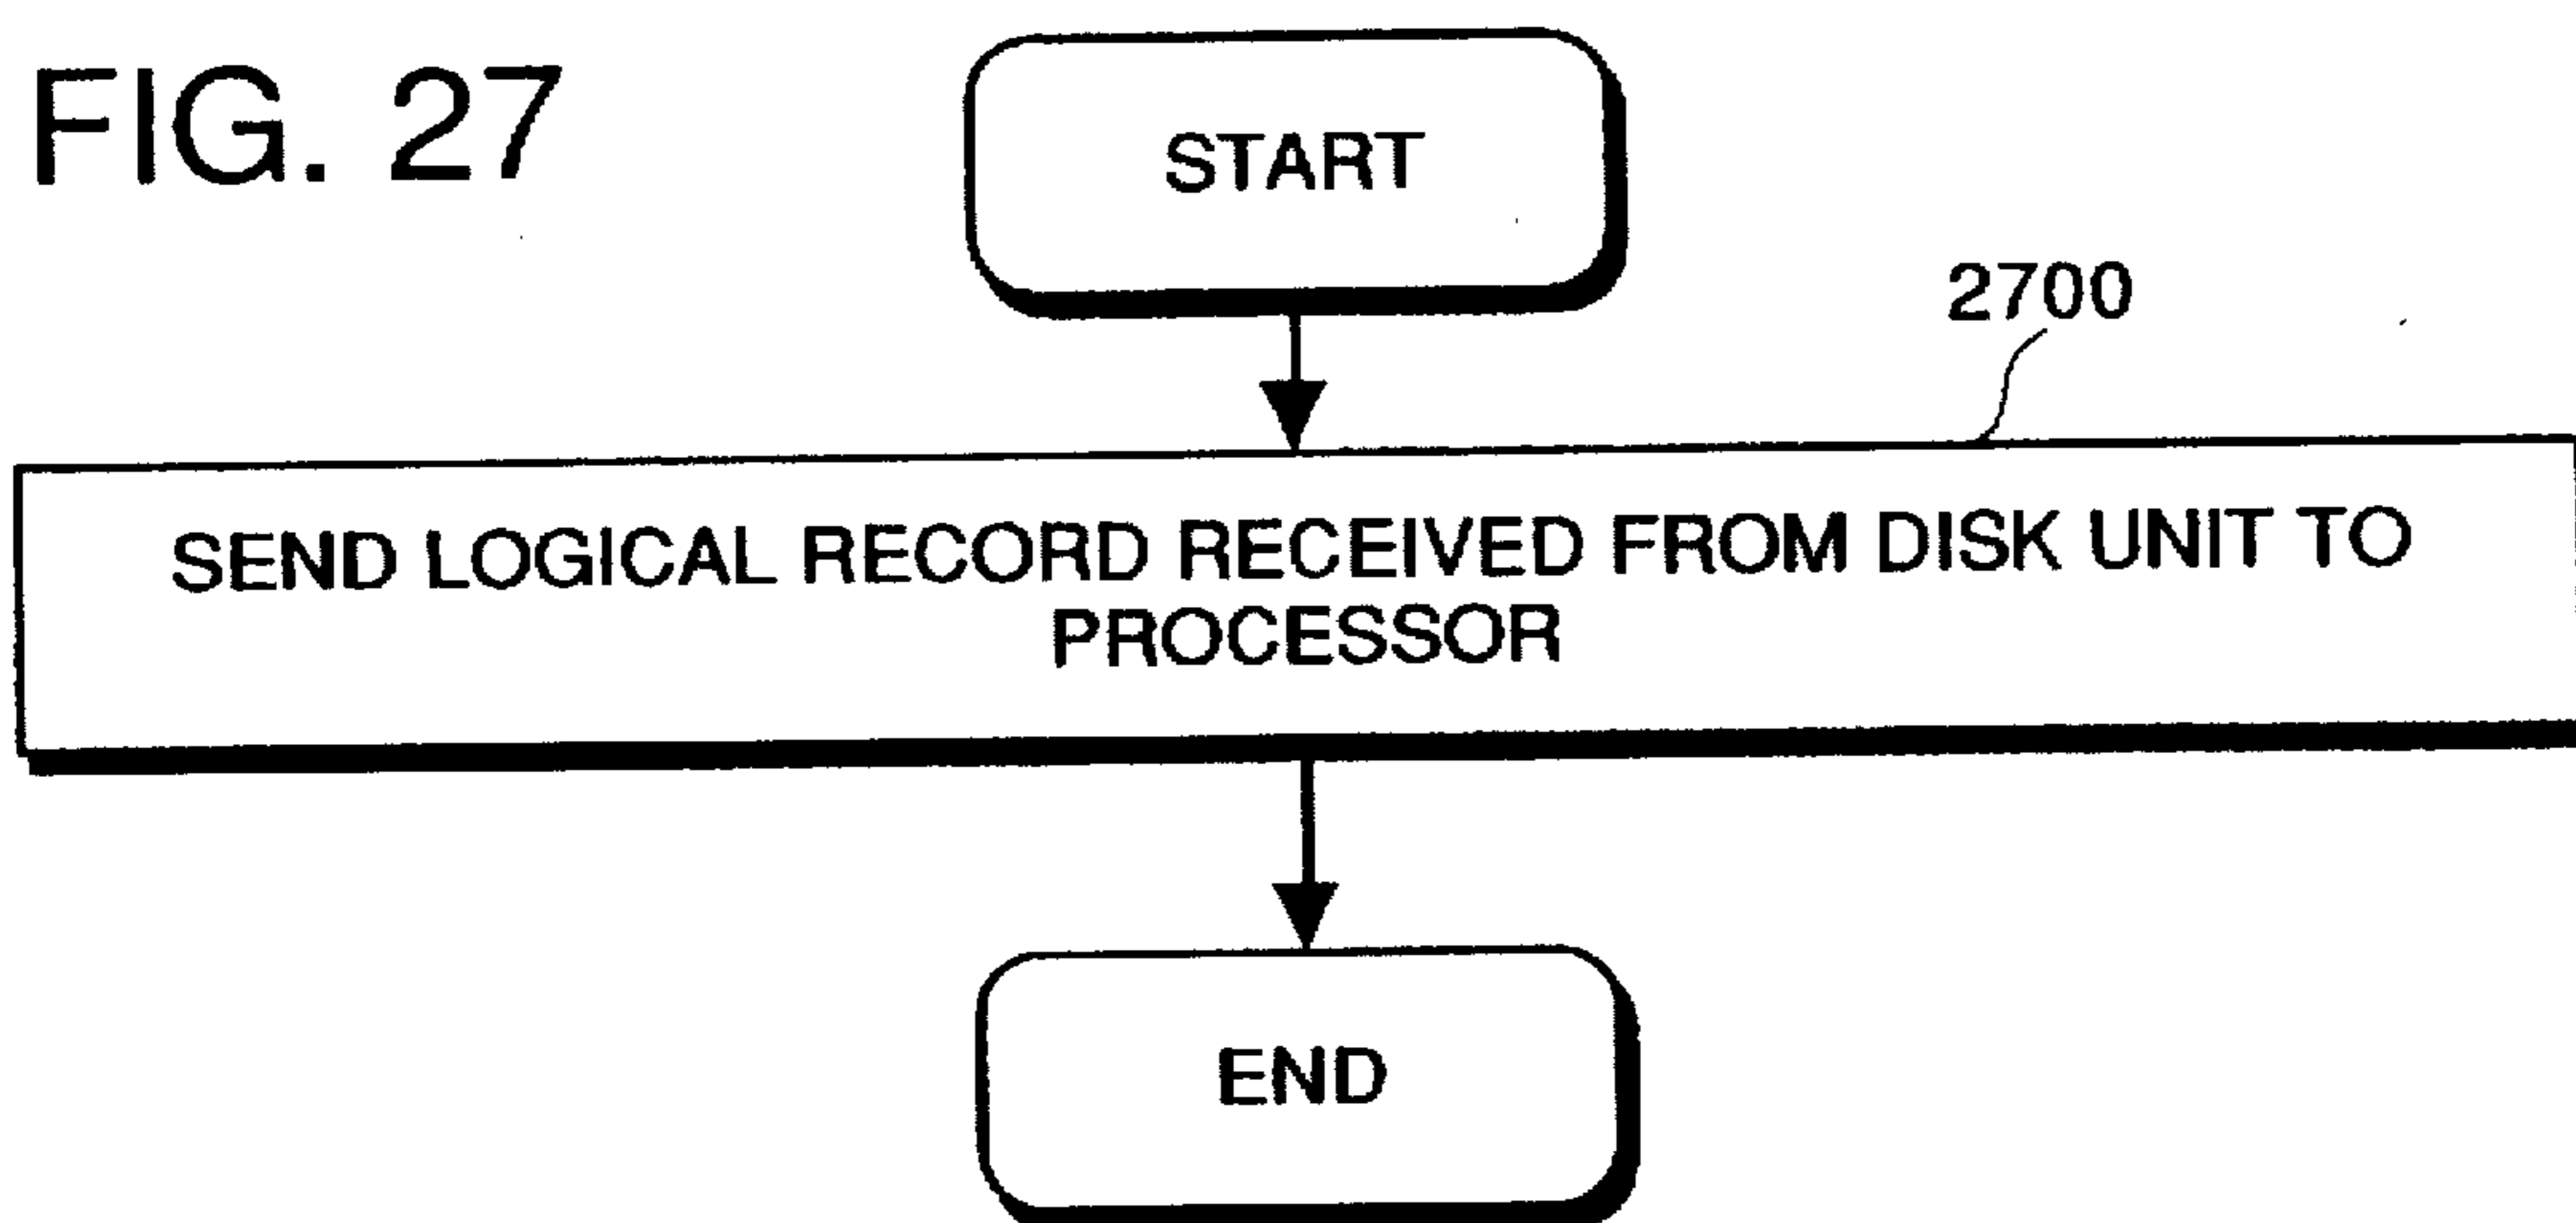 FIG. 27
START
2700
SEND LOGICAL RECORD RECEIVED FROM DISK UNIT TO
PROCESSOR
END